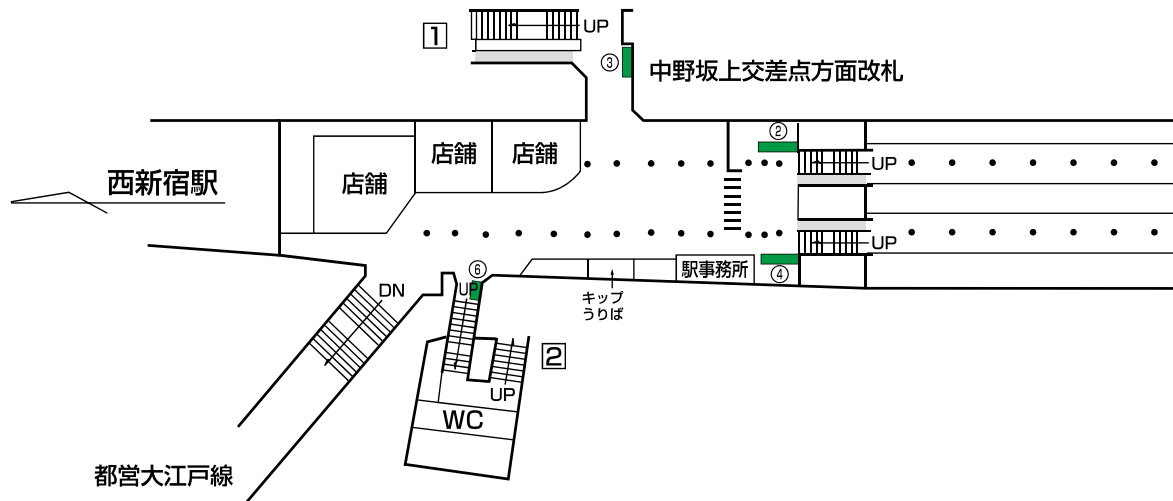 1
UP
③
中野坂上交差点方面改札
②
店舗
店舗
UP
西新宿駅
店舗
UP
⑥
駅事務所
④
DN
UP
キップ
うりば
2
UP
WC
都営大江戸線